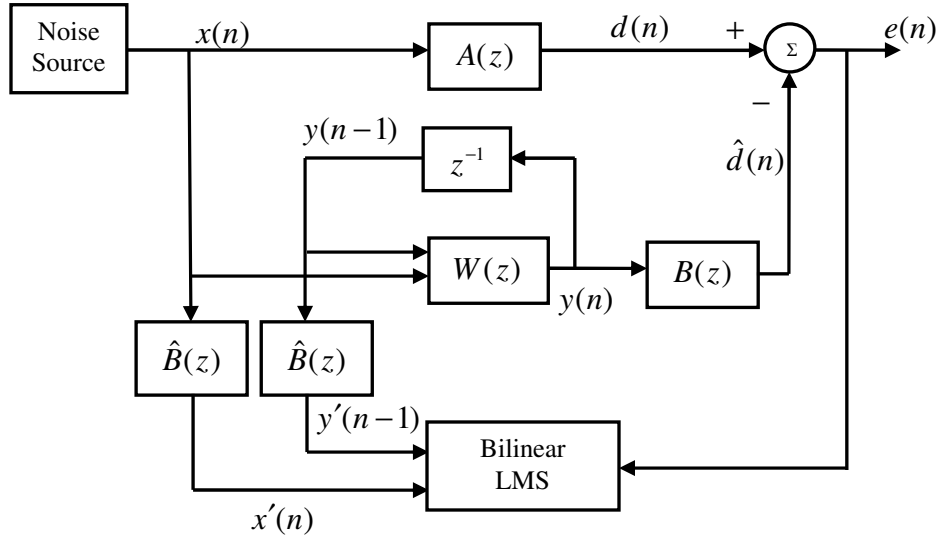 Noise
Source
x(n)
A(z)
d(n)
+
Σ
e(n)
−
y(n−1)
z⁻¹
d̂(n)
W(z)
y(n)
B(z)
B̂(z)
B̂(z)
y′(n−1)
Bilinear
LMS
x′(n)